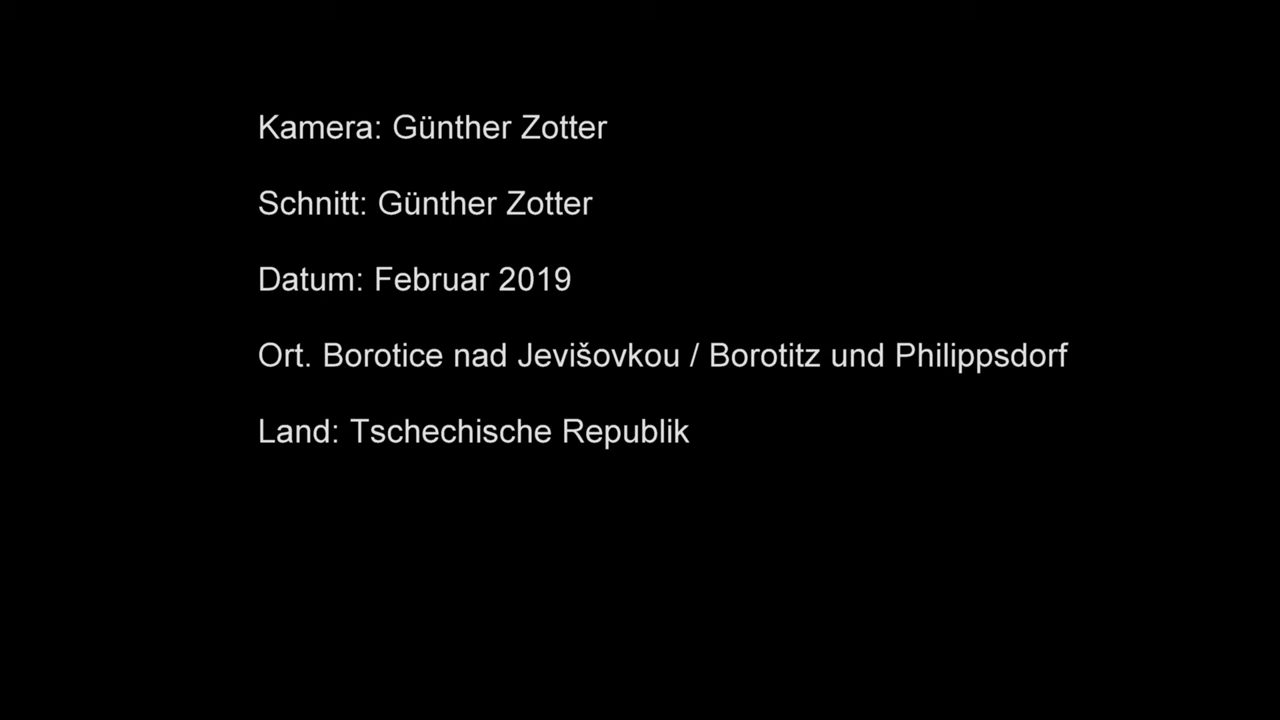 Kamera: Günther Zotter
Schnitt: Günther Zotter
Datum: Februar 2019
Ort. Borotice nad Jevišovkou / Borotitz und Philippsdorf
Land: Tschechische Republik